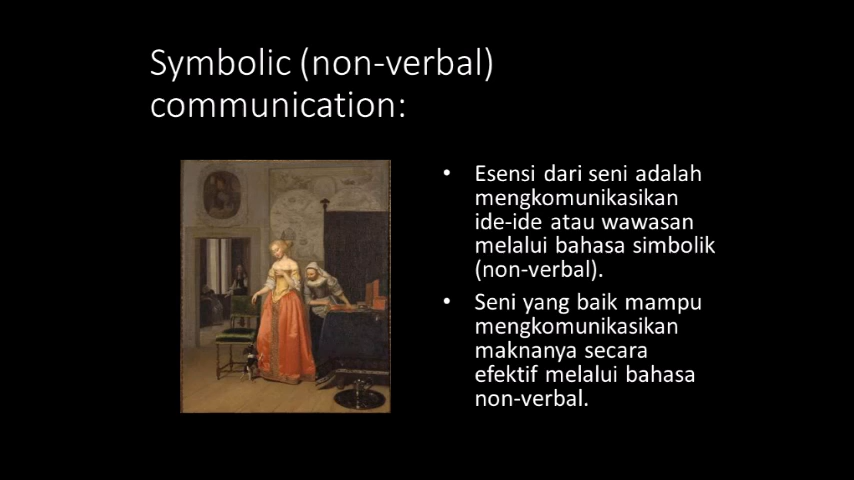 Symbolic (non-verbal)
communication:
• Esensi dari seni adalah
mengkomunikasikan
ide-ide atau wawasan
melalui bahasa simbolik
(non-verbal).
• Seni yang baik mampu
mengkomunikasikan
maknanya secara
efektif melalui bahasa
non-verbal.